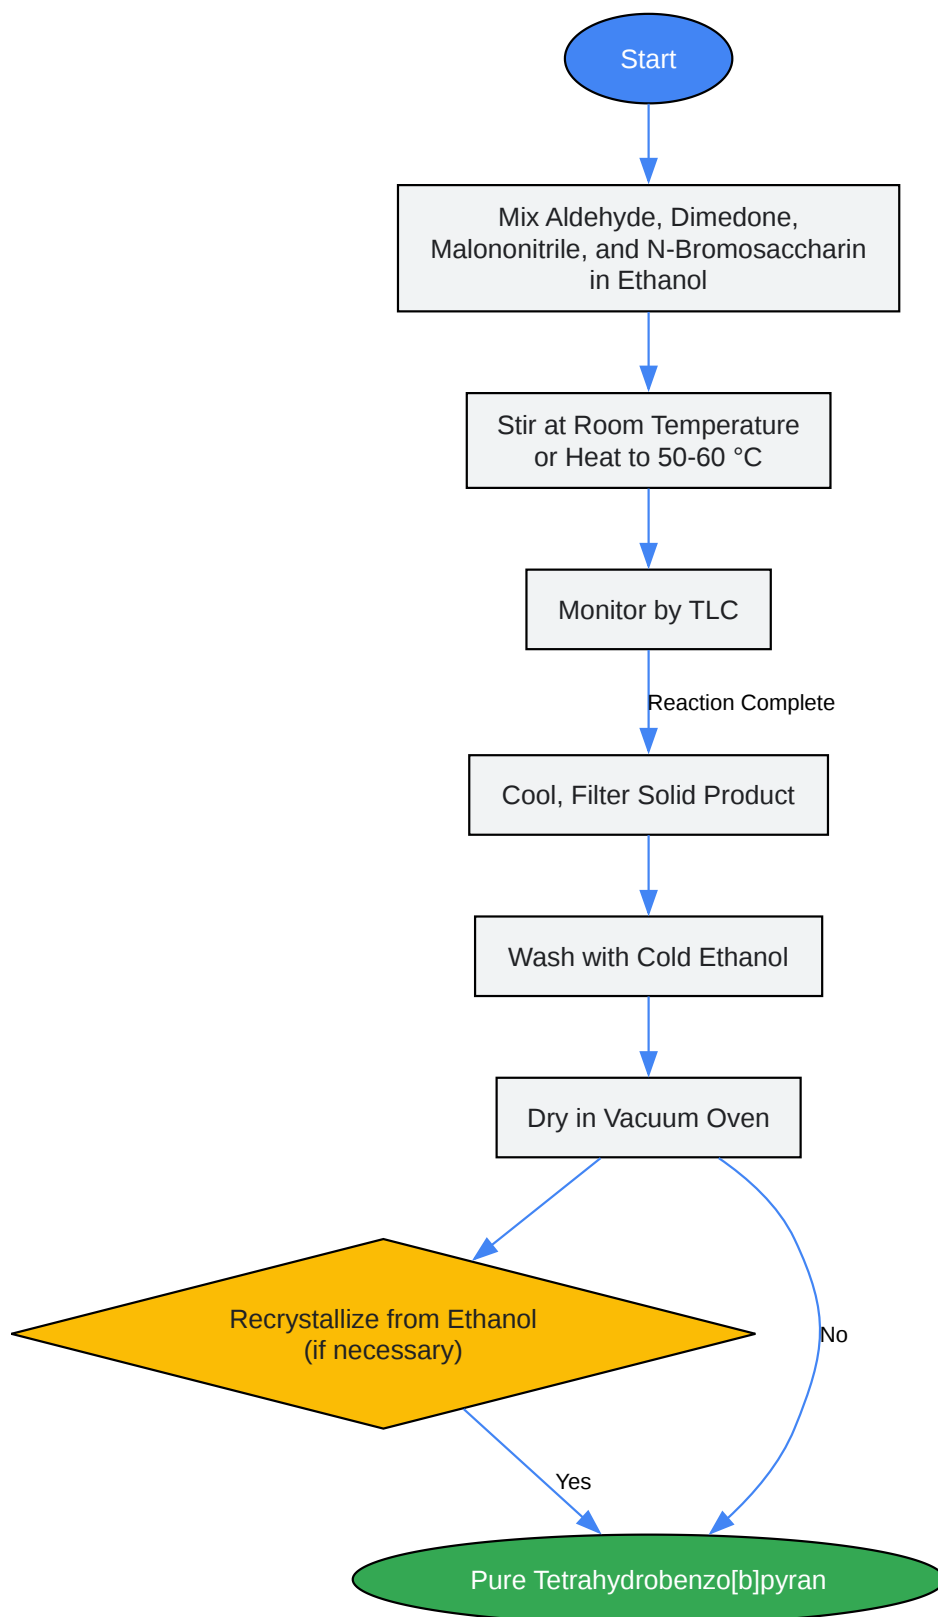 Start
Mix Aldehyde, Dimedone,
Malononitrile, and N-Bromosaccharin
in Ethanol
Stir at Room Temperature
or Heat to 50-60 °C
Monitor by TLC
Reaction Complete
Cool, Filter Solid Product
Wash with Cold Ethanol
Dry in Vacuum Oven
Recrystallize from Ethanol
(if necessary)
No
Yes
Pure Tetrahydrobenzo[b]pyran